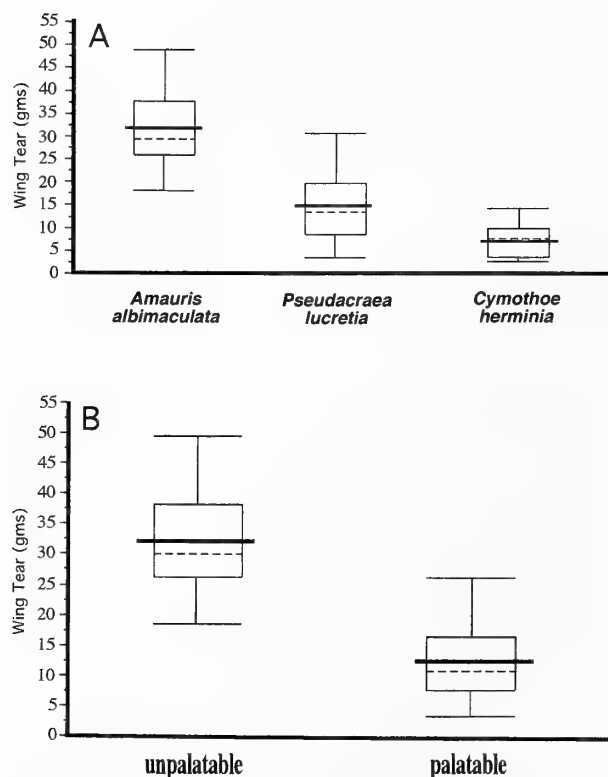 A
Wing Tear (gms)
55
50
45
40
35
30
25
20
15
10
5
0
Amauris albimaculata
Pseudacraea lucretia
Cymothoe herminia
B
Wing Tear (gms)
55
50
45
40
35
30
25
20
15
10
5
0
unpalatable
palatable